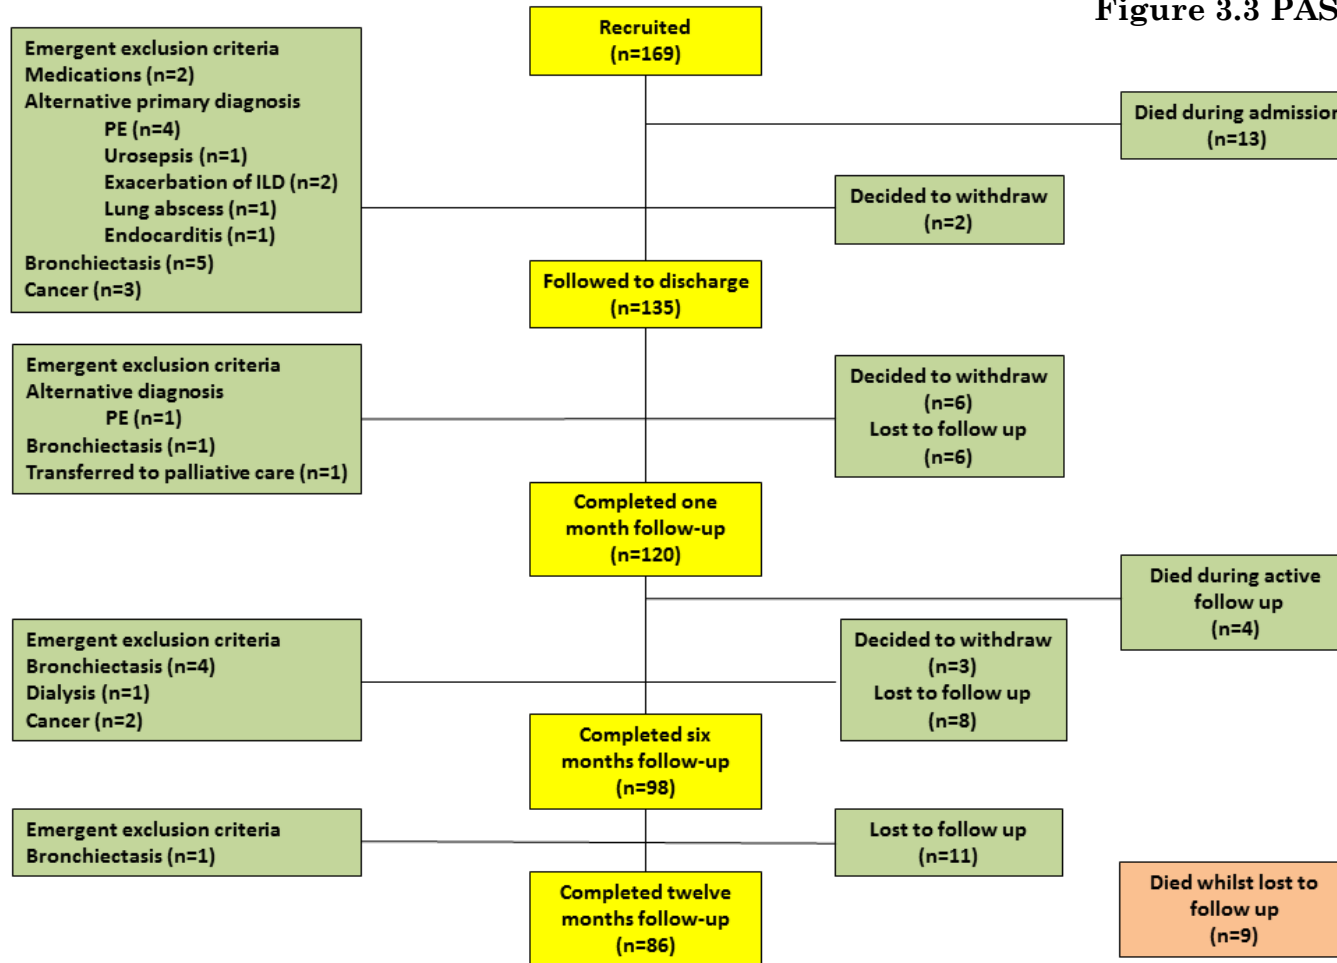 Figure 3.3 PAS
Recruited
(n=169)
Emergent exclusion criteria
Medications (n=2)
Alternative primary diagnosis
PE (n=4)
Urosepsis (n=1)
Exacerbation of ILD (n=2)
Lung abscess (n=1)
Endocarditis (n=1)
Bronchiectasis (n=5)
Cancer (n=3)
Died during admission
(n=13)
Decided to withdraw
(n=2)
Followed to discharge
(n=135)
Emergent exclusion criteria
Alternative diagnosis
PE (n=1)
Bronchiectasis (n=1)
Transferred to palliative care (n=1)
Decided to withdraw
(n=6)
Lost to follow up
(n=6)
Completed one
month follow-up
(n=120)
Died during active
follow up
(n=4)
Emergent exclusion criteria
Bronchiectasis (n=4)
Dialysis (n=1)
Cancer (n=2)
Decided to withdraw
(n=3)
Lost to follow up
(n=8)
Completed six
months follow-up
(n=98)
Emergent exclusion criteria
Bronchiectasis (n=1)
Lost to follow up
(n=11)
Completed twelve
months follow-up
(n=86)
Died whilst lost to
follow up
(n=9)